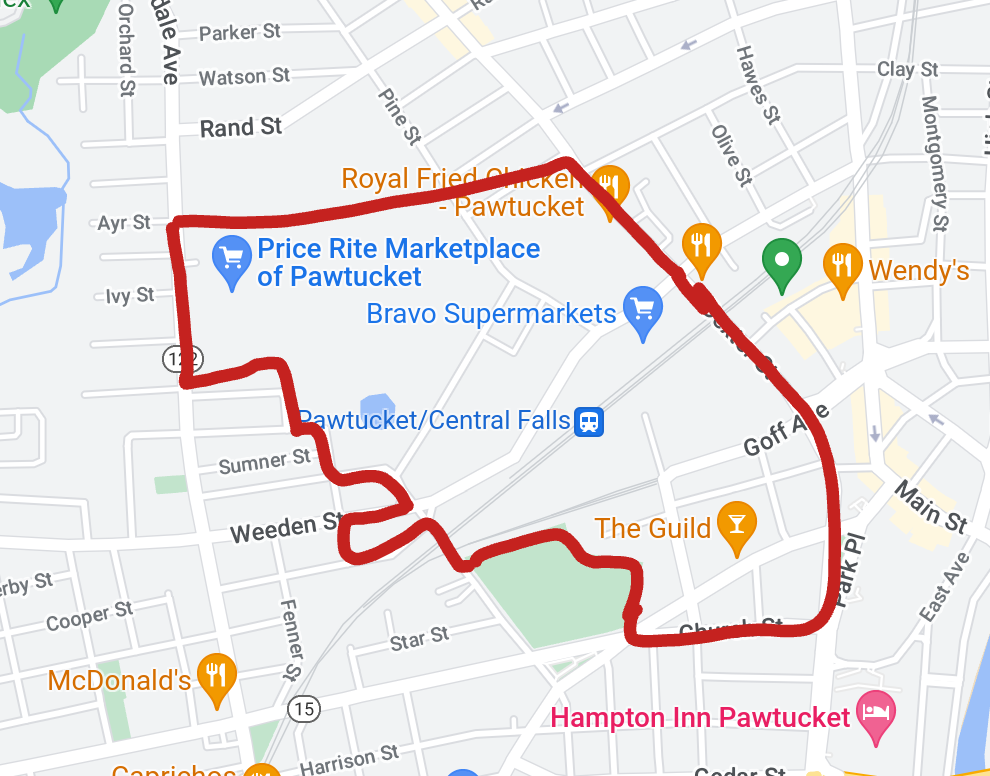 Orchard St
dale Ave
Parker St
Watson St
Rand St
Pine St
Hawes St
Clay St
Olive St
Montgomery St
Royal Fried Chicken
- Pawtucket
Ayr St
Price Rite Marketplace
of Pawtucket
Wendy's
Ivy St
Bravo Supermarkets
122
Pawtucket/Central Falls
Goff Ave
Sumner St
Main St
Weeden St
The Guild
Park Pl
East Ave
erby St
Cooper St
Fenner St
Star St
Church St
McDonald's
15
Hampton Inn Pawtucket
Harrison St
Caprichos
Cedar St